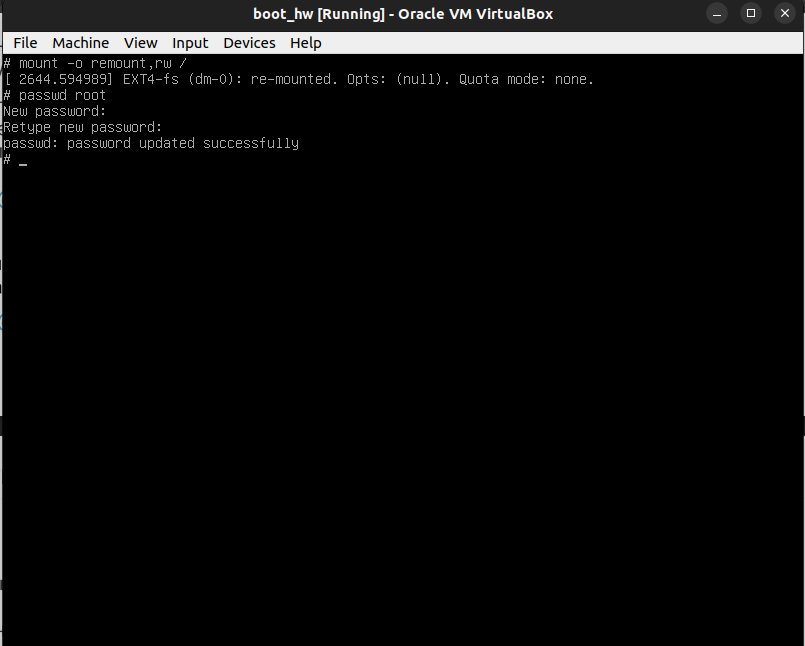 boot_hw [Running] - Oracle VM VirtualBox
File Machine View Input Devices Help
# mount -o remount,rw /
[ 2644.594989] EXT4-fs (dm-0): re-mounted. Opts: (null). Quota mode: none.
# passwd root
New password:
Retype new password:
passwd: password updated successfully
# _